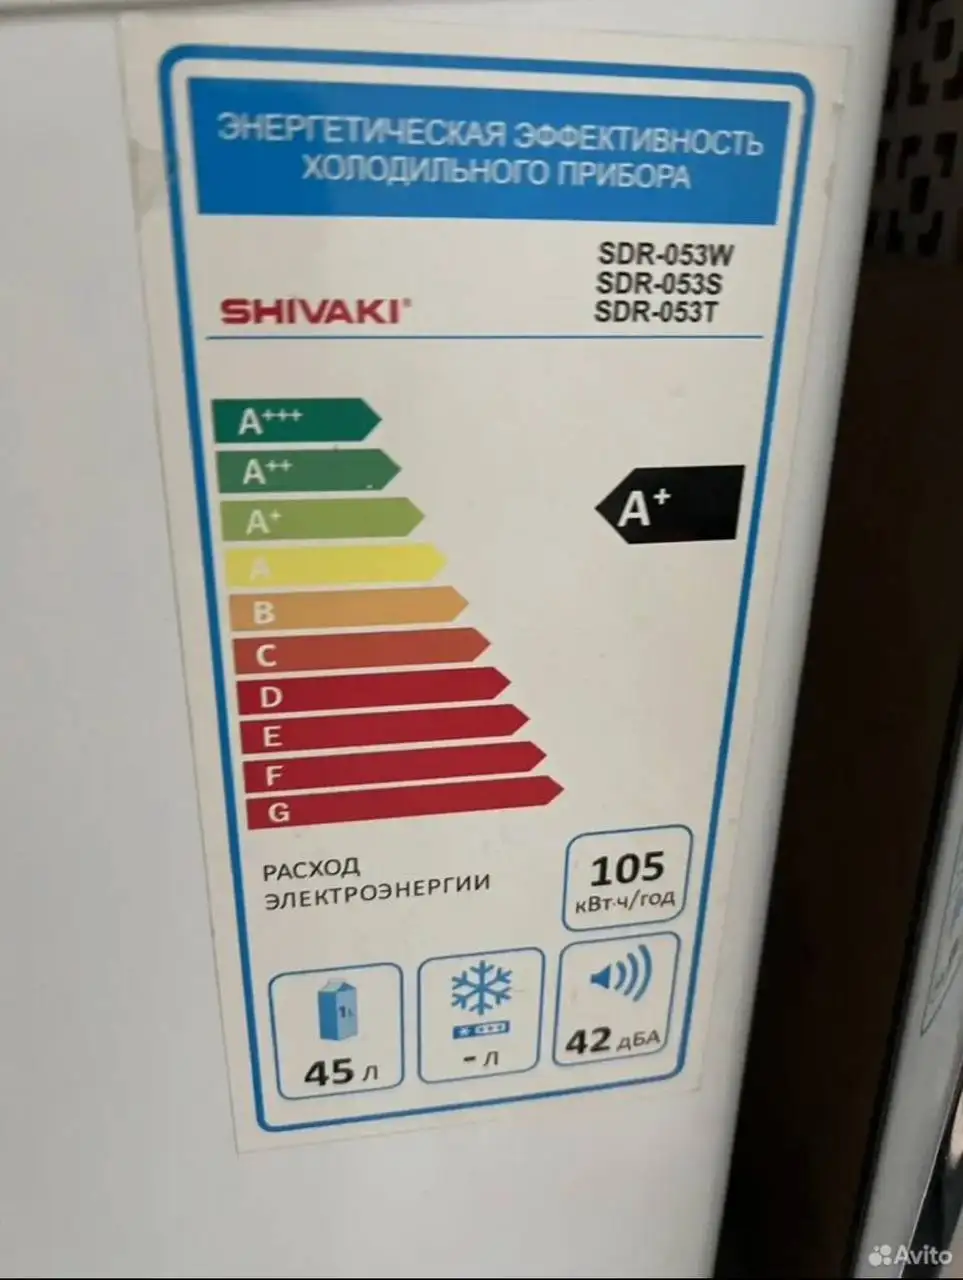 ЭНЕРГЕТИЧЕСКАЯ ЭФФЕКТИВНОСТЬ
ХОЛОДИЛЬНОГО ПРИБОРА
SDR-053W
SDR-053S
SDR-053T
SHIVAKI®
A+++
A++
A+
A+
A
B
C
D
E
F
G
РАСХОД
ЭЛЕКТРОЭНЕРГИИ
105
кВт·ч/год
1L
45 л
- л
42 дБА
Avito